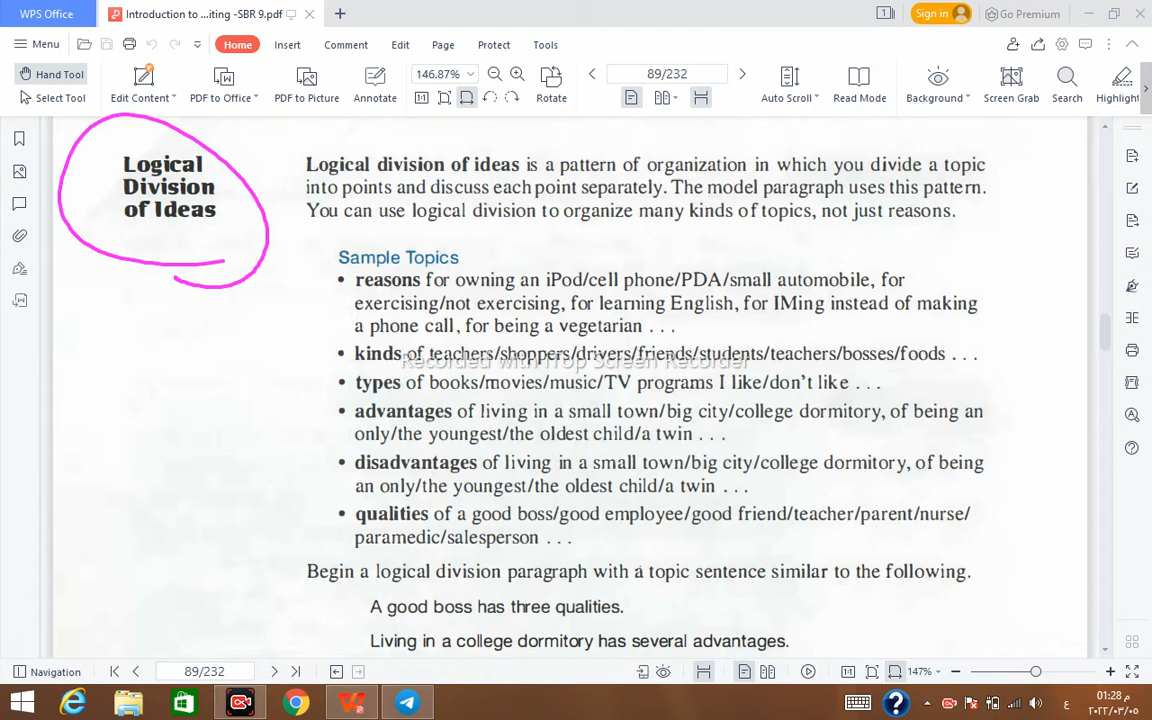 WPS Office
Introduction to ...iting -SBR 9.pdf
1
Sign in
Go Premium
Menu
Home Insert Comment Edit Page Protect Tools
Hand Tool
Select Tool
Edit Content
PDF to Office
PDF to Picture
Annotate
146.87%
Rotate
89/232
Auto Scroll
Read Mode
Background
Screen Grab
Search
Highlight
Logical
Division
of Ideas
Logical division of ideas is a pattern of organization in which you divide a topic
into points and discuss each point separately. The model paragraph uses this pattern.
You can use logical division to organize many kinds of topics, not just reasons.
Sample Topics
• reasons for owning an iPod/cell phone/PDA/small automobile, for
exercising/not exercising, for learning English, for IMing instead of making
a phone call, for being a vegetarian . . .
• kinds of teachers/shoppers/drivers/friends/students/teachers/bosses/foods . . .
Recorded with iTop Screen Recorder
• types of books/movies/music/TV programs I like/don't like . . .
• advantages of living in a small town/big city/college dormitory, of being an
only/the youngest/the oldest child/a twin . . .
• disadvantages of living in a small town/big city/college dormitory, of being
an only/the youngest/the oldest child/a twin . . .
• qualities of a good boss/good employee/good friend/teacher/parent/nurse/
paramedic/salesperson . . .
Begin a logical division paragraph with a topic sentence similar to the following.
A good boss has three qualities.
Living in a college dormitory has several advantages.
Navigation
89/232
147%
ع
01:28 م
٢٠٢٢/٠٣/٠٥